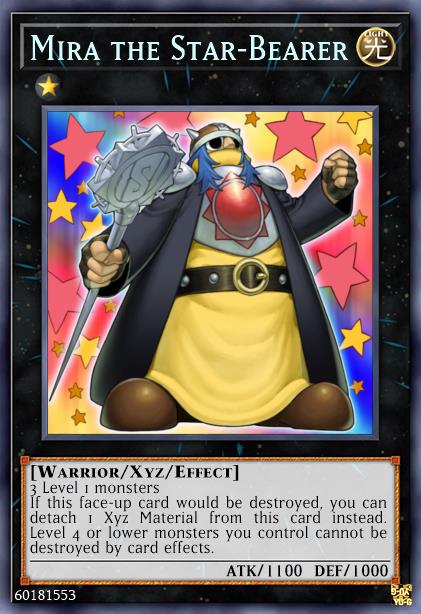 Mira the Star-Bearer
LIGHT
光
[Warrior/Xyz/Effect]
3 Level 1 monsters
If this face-up card would be destroyed, you can
detach 1 Xyz Material from this card instead.
Level 4 or lower monsters you control cannot be
destroyed by card effects.
ATK/1100 DEF/1000
60181553